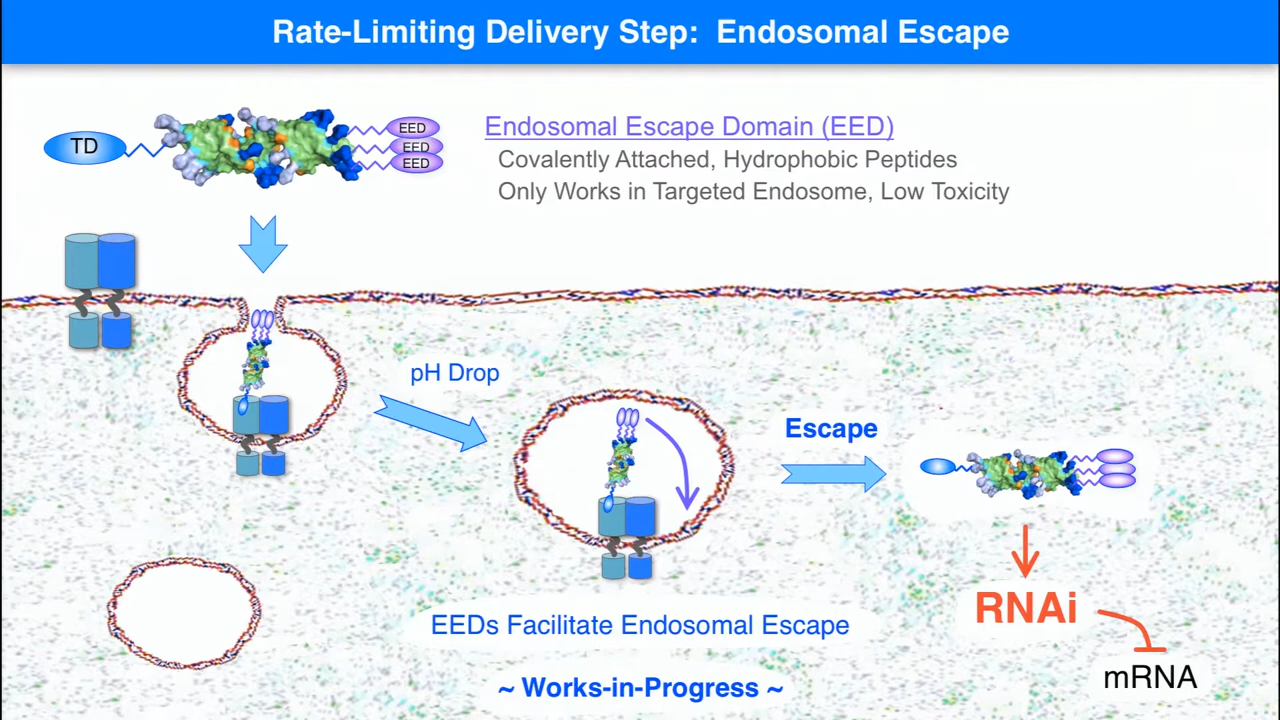 Rate-Limiting Delivery Step: Endosomal Escape
TD
EED
EED
EED
Endosomal Escape Domain (EED)
Covalently Attached, Hydrophobic Peptides
Only Works in Targeted Endosome, Low Toxicity
pH Drop
Escape
RNAi
EEDs Facilitate Endosomal Escape
mRNA
~ Works-in-Progress ~